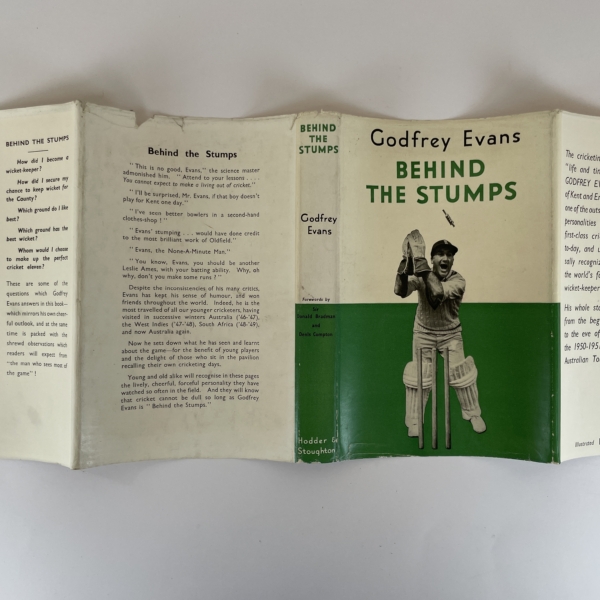 BEHIND THE STUMPS
How did I become a
wicket-keeper?
How did I secure my
chance to keep wicket for
the County?
Which ground do I like
best?
Which ground has the
best wicket?
Whom would I choose
to make up the perfect
cricket eleven?
These are some of the
questions which Godfrey
Evans answers in this book—
which mirrors his own cheer-
ful outlook, and at the same
time is packed with the
shrewd observations which
readers will expect from
"the man who sees most of
the game"!
Behind the Stumps
"This is no good, Evans," the science master
admonished him. "Attend to your lessons . . . .
You cannot expect to make a living out of cricket."
"I'll be surprised, Mr. Evans, if that boy doesn't
play for Kent one day."
"I've seen better bowlers in a second-hand
clothes-shop!"
"Evans' stumping . . . would have done credit
to the most brilliant work of Oldfield."
"Evans, the None-A-Minute Man."
"You know, Evans, you should be another
Leslie Ames, with your batting ability. Why, oh
why, don't you make some runs?"
Despite the inconsistencies of his many critics,
Evans has kept his sense of humour, and won
friends throughout the world. Indeed, he is the
most travelled of all our younger cricketers, having
visited in successive winters Australia ('46-'47),
the West Indies ('47-'48), South Africa ('48-'49),
and now Australia again.
Now he sets down what he has seen and learnt
about the game—for the benefit of young players
and the delight of those who sit in the pavilion
recalling their own cricketing days.
Young and old alike will recognise in these pages
the lively, cheerful, forceful personality they have
watched so often in the field. And they will know
that cricket cannot be dull so long as Godfrey
Evans is "Behind the Stumps."
BEHIND
THE
STUMPS
Godfrey
Evans
Forewords by
Sir
Donald Bradman
and
Denis Compton
Hodder &
Stoughton
Godfrey Evans
BEHIND
THE STUMPS
The cricketing
"life and tim
GODFREY EV
of Kent and En
one of the outs
personalities
first-class cric
to-day, and u
sally recogniz
the world's fo
wicket-keeper
His whole sto
from the beg
to the eve of
the 1950-195
Australian To
Illustrated